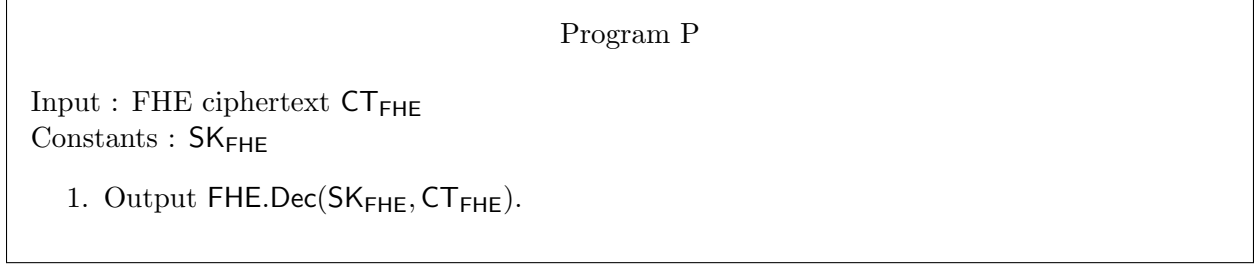 Program P
Input : FHE ciphertext CT_FHE
Constants : SK_FHE
1. Output FHE.Dec(SK_FHE, CT_FHE).